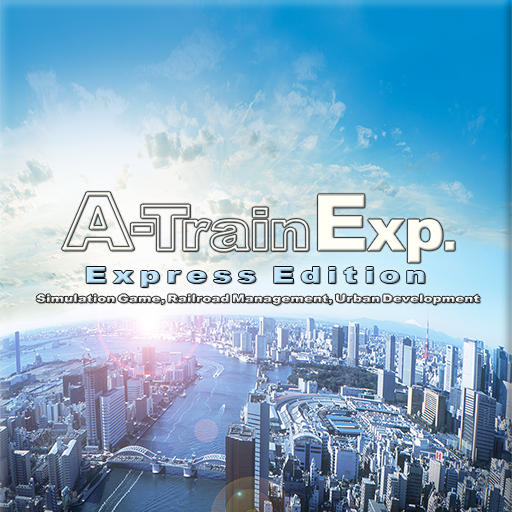 A-Train Exp.
Express Edition
Simulation Game, Railroad Management, Urban Development